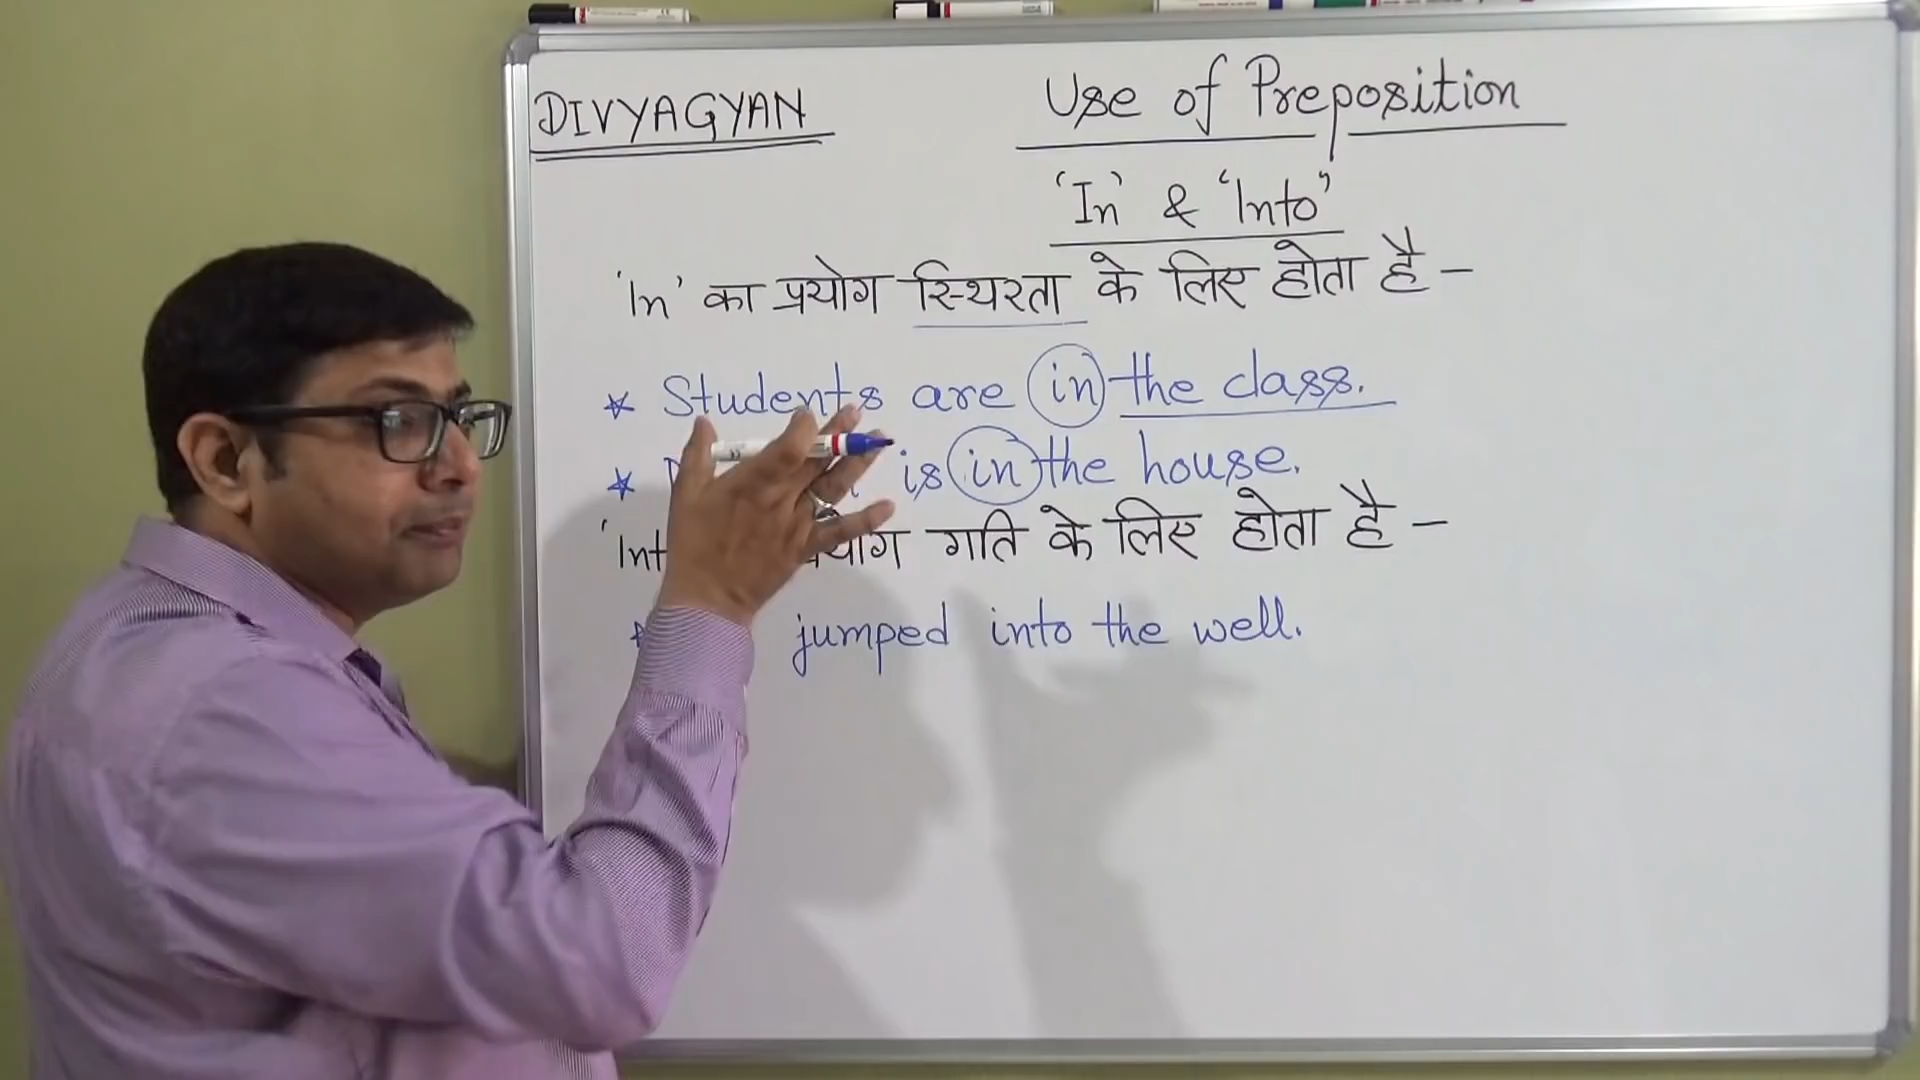 DIVYAGYAN
Use of Preposition
'In' & "Into"
'In' का प्रयोग स्थिरता के लिए होता है -
* Students are in the class.
* is in the house.
गति के लिए होता है -
* jumped into the well.